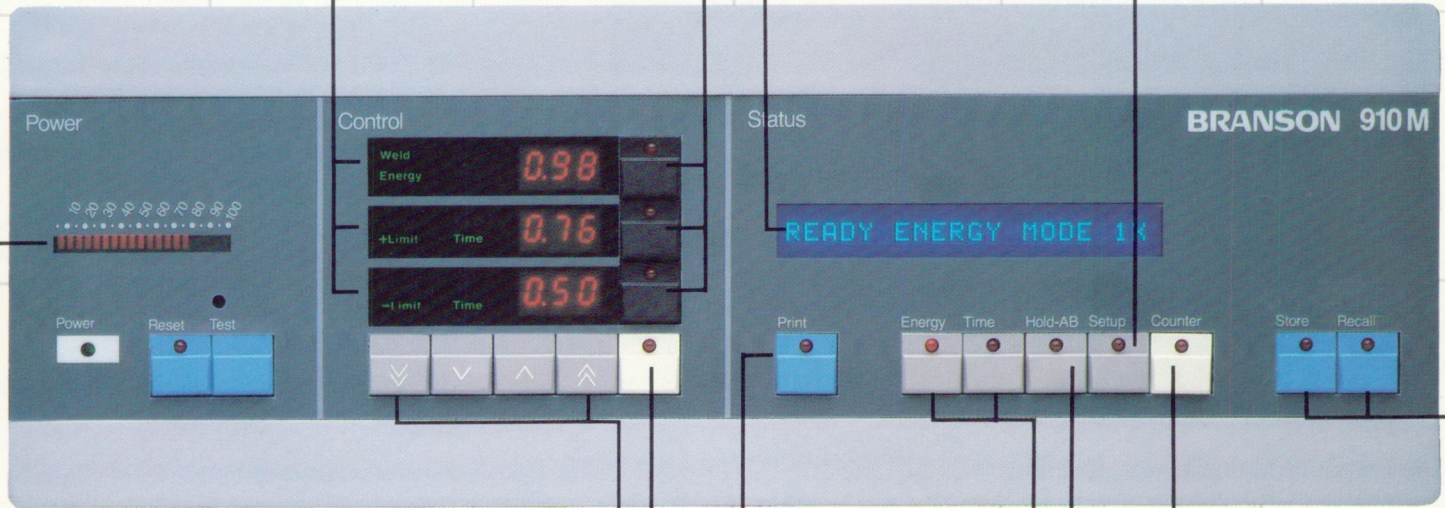 Power
Control
Status
BRANSON 910 M
10 20 30 40 50 60 70 80 90 100
Weld
Energy
0.98
+Limit Time 0.76
READY ENERGY MODE 1X
-Limit Time 0.50
Power
Reset Test
Print
Energy Time Hold-AB Setup Counter
Store Recall